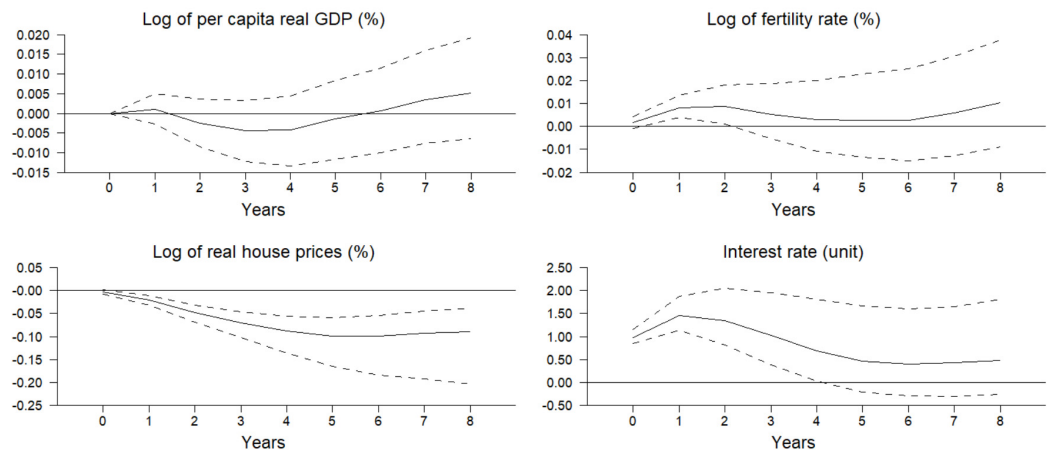 Log of per capita real GDP (%)
0.020
0.015
0.010
0.005
0.000
-0.005
-0.010
-0.015
0 1 2 3 4 5 6 7 8
Years
Log of fertility rate (%)
0.04
0.03
0.02
0.01
0.00
-0.01
-0.02
0 1 2 3 4 5 6 7 8
Years
Log of real house prices (%)
0.05
-0.00
-0.05
-0.10
-0.15
-0.20
-0.25
0 1 2 3 4 5 6 7 8
Years
Interest rate (unit)
2.50
2.00
1.50
1.00
0.50
0.00
-0.50
0 1 2 3 4 5 6 7 8
Years